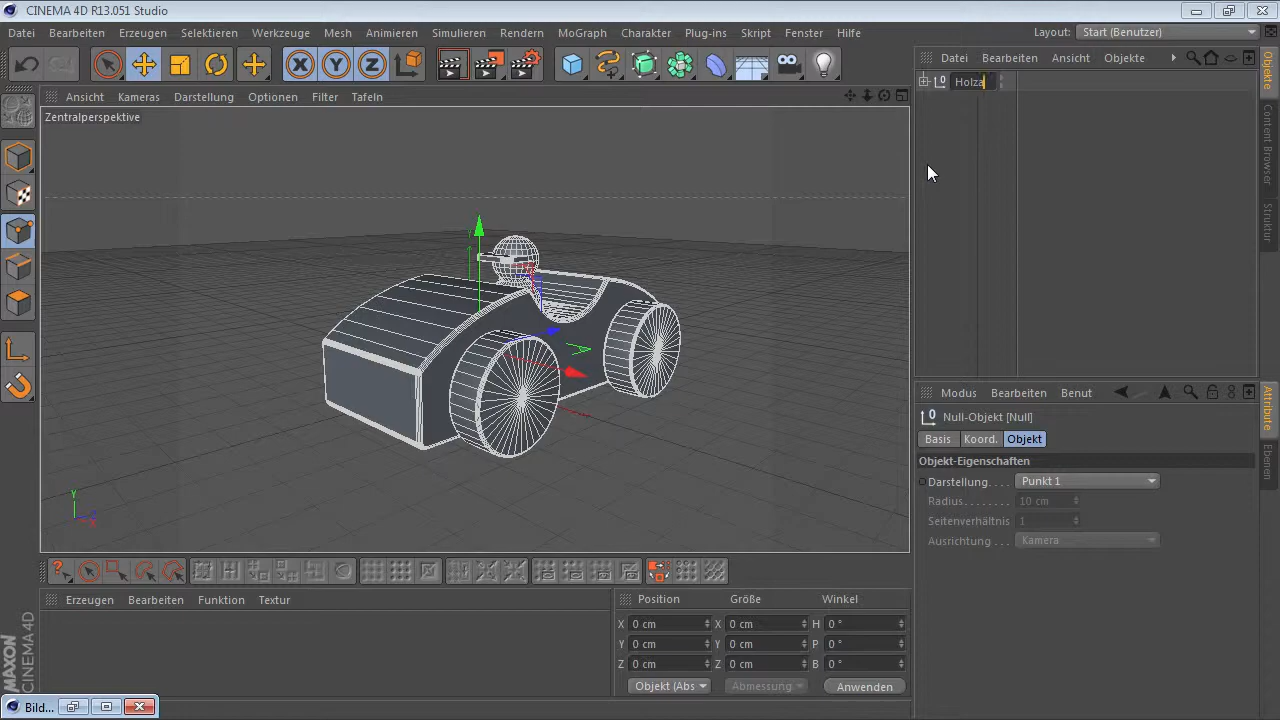 CINEMA 4D R13.051 Studio
Datei Bearbeiten Erzeugen Selektieren Werkzeuge Mesh Animieren Simulieren Rendern MoGraph Charakter Plug-ins Skript Fenster Hilfe Layout: Start (Benutzer)
X Y Z
Datei Bearbeiten Ansicht Objekte
Holza
Ansicht Kameras Darstellung Optionen Filter Tafeln
Zentralperspektive
Y
Y
X
Objekte
Content Browser
Struktur
Modus Bearbeiten Benut
Null-Objekt [Null]
Basis Koord. Objekt
Objekt-Eigenschaften
Darstellung. . . . Punkt 1
Radius. . . . . . . . 10 cm
Seitenverhältnis 1
Ausrichtung . . . Kamera
Attribute
Ebenen
Erzeugen Bearbeiten Funktion Textur
Position Größe Winkel
X 0 cm X 0 cm H 0 °
Y 0 cm Y 0 cm P 0 °
Z 0 cm Z 0 cm B 0 °
Objekt (Abs Abmessung Anwenden
MAXON
CINEMA 4D
Bild...